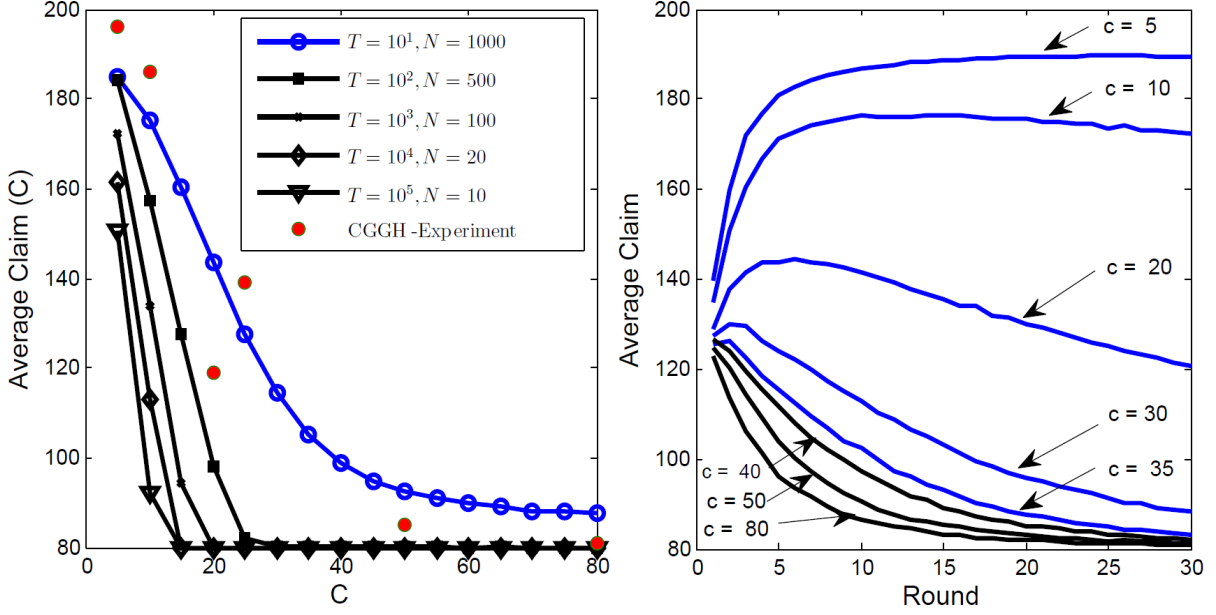 200
180
160
140
120
100
80
0
20
40
60
80
Average Claim (C)
C
T = 10^1, N = 1000
T = 10^2, N = 500
T = 10^3, N = 100
T = 10^4, N = 20
T = 10^5, N = 10
CGGH -Experiment
200
180
160
140
120
100
80
0
5
10
15
20
25
30
Average Claim
Round
c = 5
c = 10
c = 20
c = 30
c = 35
c = 40
c = 50
c = 80